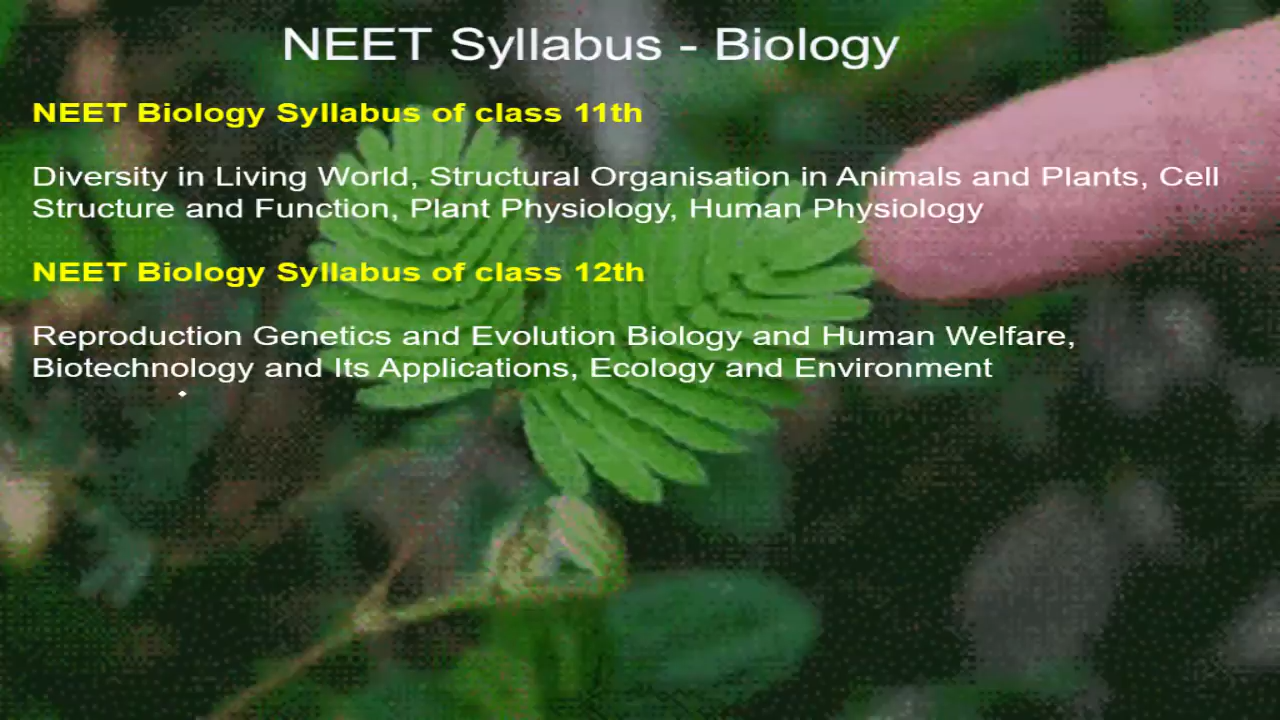 NEET Syllabus - Biology
NEET Biology Syllabus of class 11th
Diversity in Living World, Structural Organisation in Animals and Plants, Cell
Structure and Function, Plant Physiology, Human Physiology
NEET Biology Syllabus of class 12th
Reproduction Genetics and Evolution Biology and Human Welfare,
Biotechnology and Its Applications, Ecology and Environment